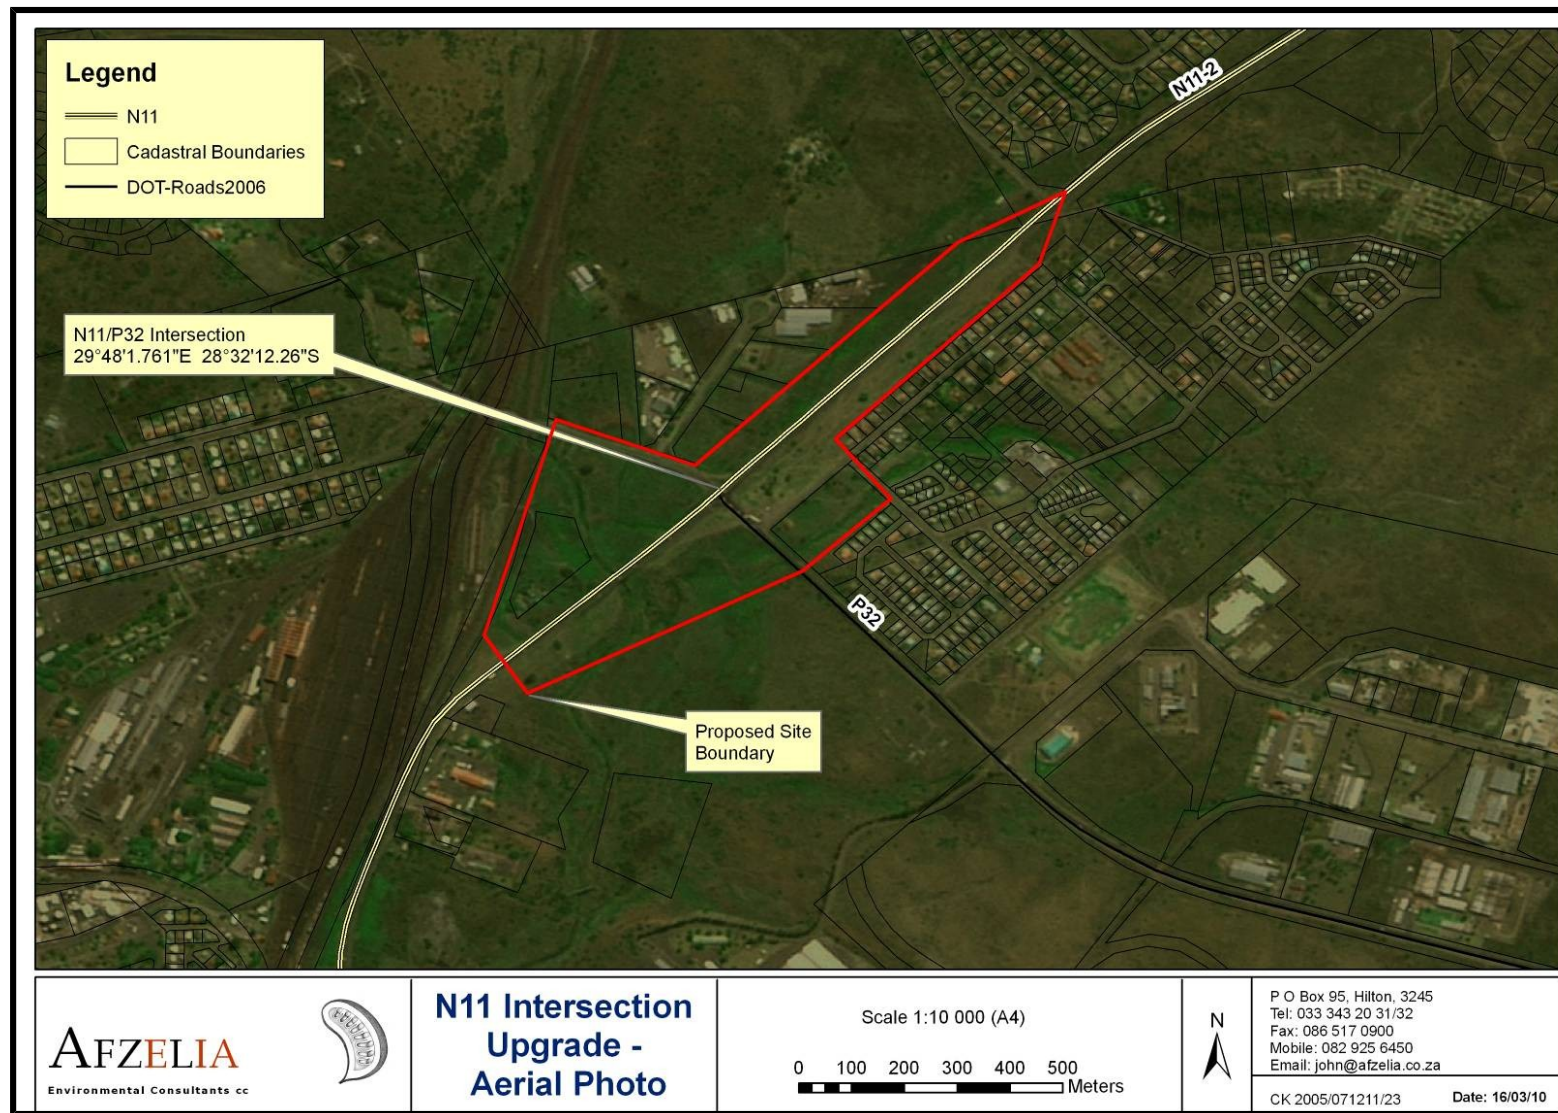 Legend
N11
Cadastral Boundaries
DOT-Roads2006
N11-2
N11/P32 Intersection
29°48'1.761"E 28°32'12.26"S
P32
Proposed Site
Boundary
AFZELIA
Environmental Consultants cc
N11 Intersection
Upgrade -
Aerial Photo
Scale 1:10 000 (A4)
0 100 200 300 400 500
Meters
N
P O Box 95, Hilton, 3245
Tel: 033 343 20 31/32
Fax: 086 517 0900
Mobile: 082 925 6450
Email: john@afzelia.co.za
CK 2005/071211/23 Date: 16/03/10